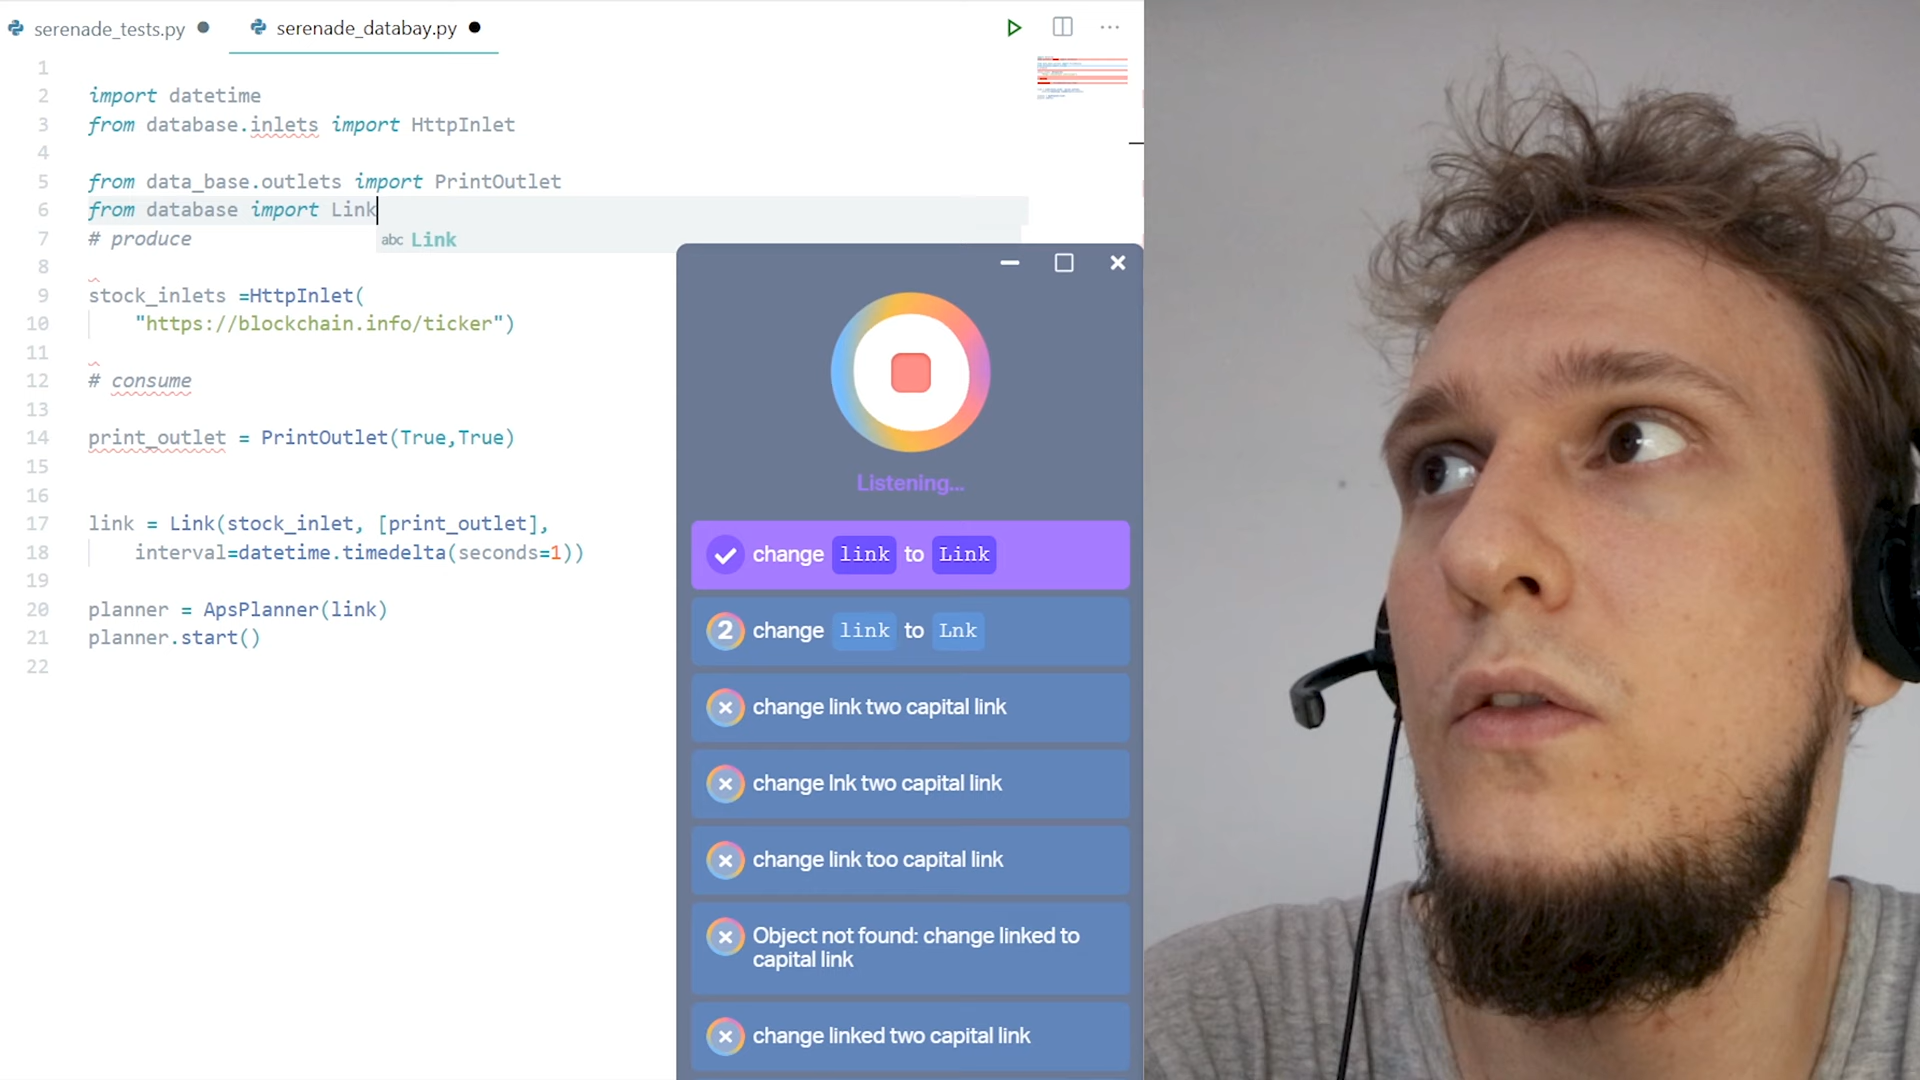 serenade_tests.py
serenade_databay.py
1
2 import datetime
3 from database.inlets import HttpInlet
4
5 from data_base.outlets import PrintOutlet
6 from database import Link
abc Link
7 # produce
8
9 stock_inlets =HttpInlet(
10 "https://blockchain.info/ticker")
11
12 # consume
13
14 print_outlet = PrintOutlet(True,True)
15
16
17 link = Link(stock_inlet, [print_outlet],
18 interval=datetime.timedelta(seconds=1))
19
20 planner = ApsPlanner(link)
21 planner.start()
22
Listening...
change link to Link
2 change link to Lnk
change link two capital link
change lnk two capital link
change link too capital link
Object not found: change linked to
capital link
change linked two capital link